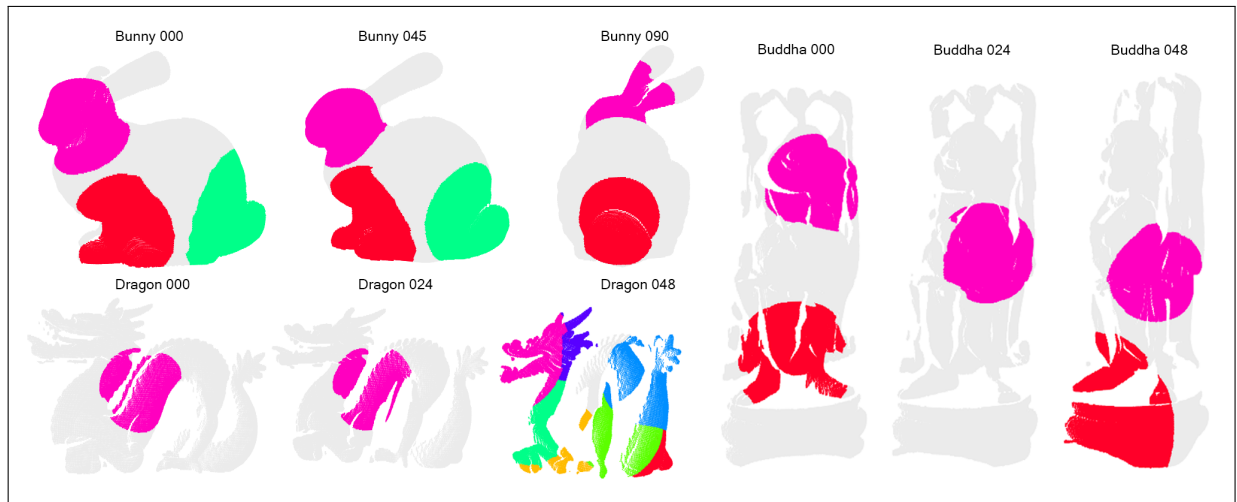 Bunny 000
Bunny 045
Bunny 090
Buddha 000
Buddha 024
Buddha 048
Dragon 000
Dragon 024
Dragon 048